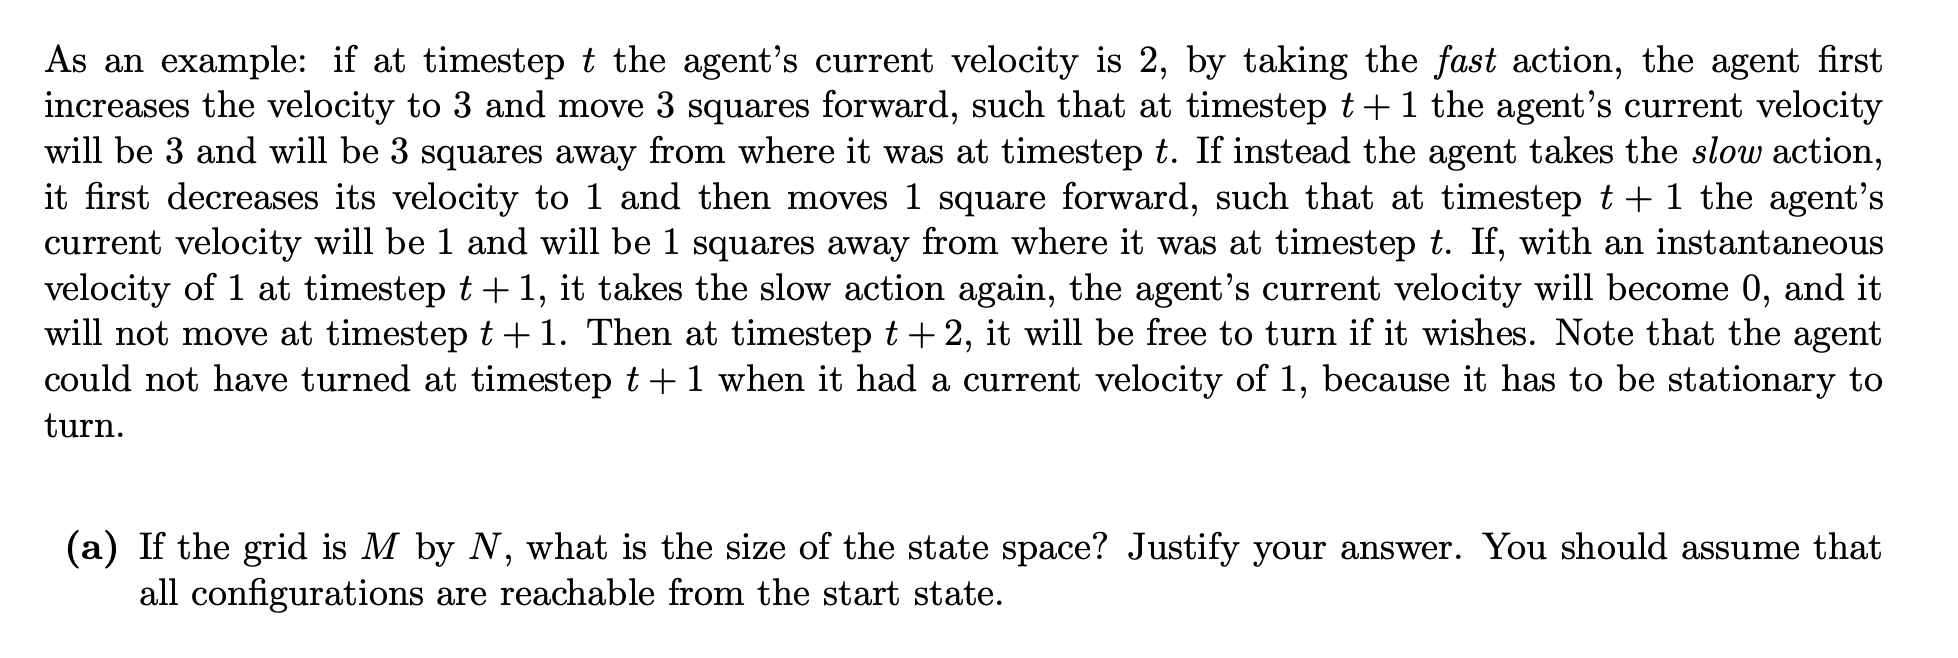 As an example: if at timestep t the agent's current velocity is 2, by taking the fast action, the agent first
increases the velocity to 3 and move 3 squares forward, such that at timestep t + 1 the agent's current velocity
will be 3 and will be 3 squares away from where it was at timestep t. If instead the agent takes the slow action,
it first decreases its velocity to 1 and then moves 1 square forward, such that at timestep t + 1 the agent's
current velocity will be 1 and will be 1 squares away from where it was at timestep t. If, with an instantaneous
velocity of 1 at timestep t + 1, it takes the slow action again, the agent's current velocity will become 0, and it
will not move at timestep t + 1. Then at timestep t + 2, it will be free to turn if it wishes. Note that the agent
could not have turned at timestep t + 1 when it had a current velocity of 1, because it has to be stationary to
turn.
(a) If the grid is M by N, what is the size of the state space? Justify your answer. You should assume that
all configurations are reachable from the start state.